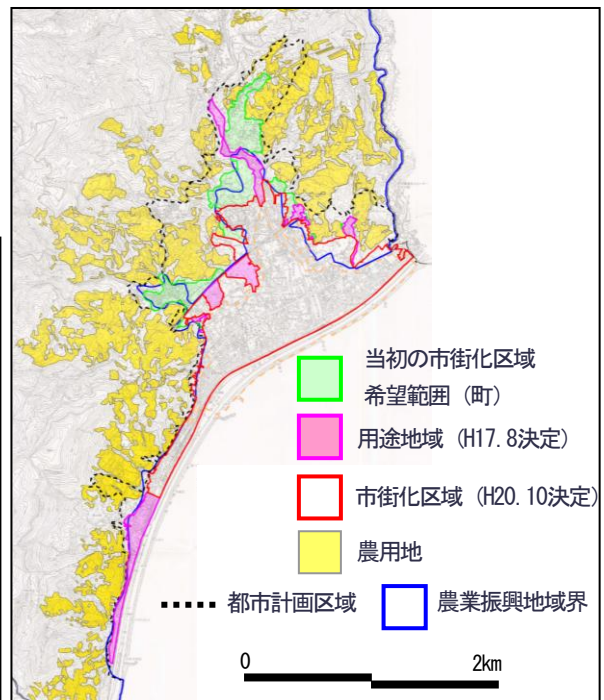 当初の市街化区域
希望範囲（町）
用途地域（H17.8決定）
市街化区域（H20.10決定）
農用地
都市計画区域 農業振興地域界
0 2km